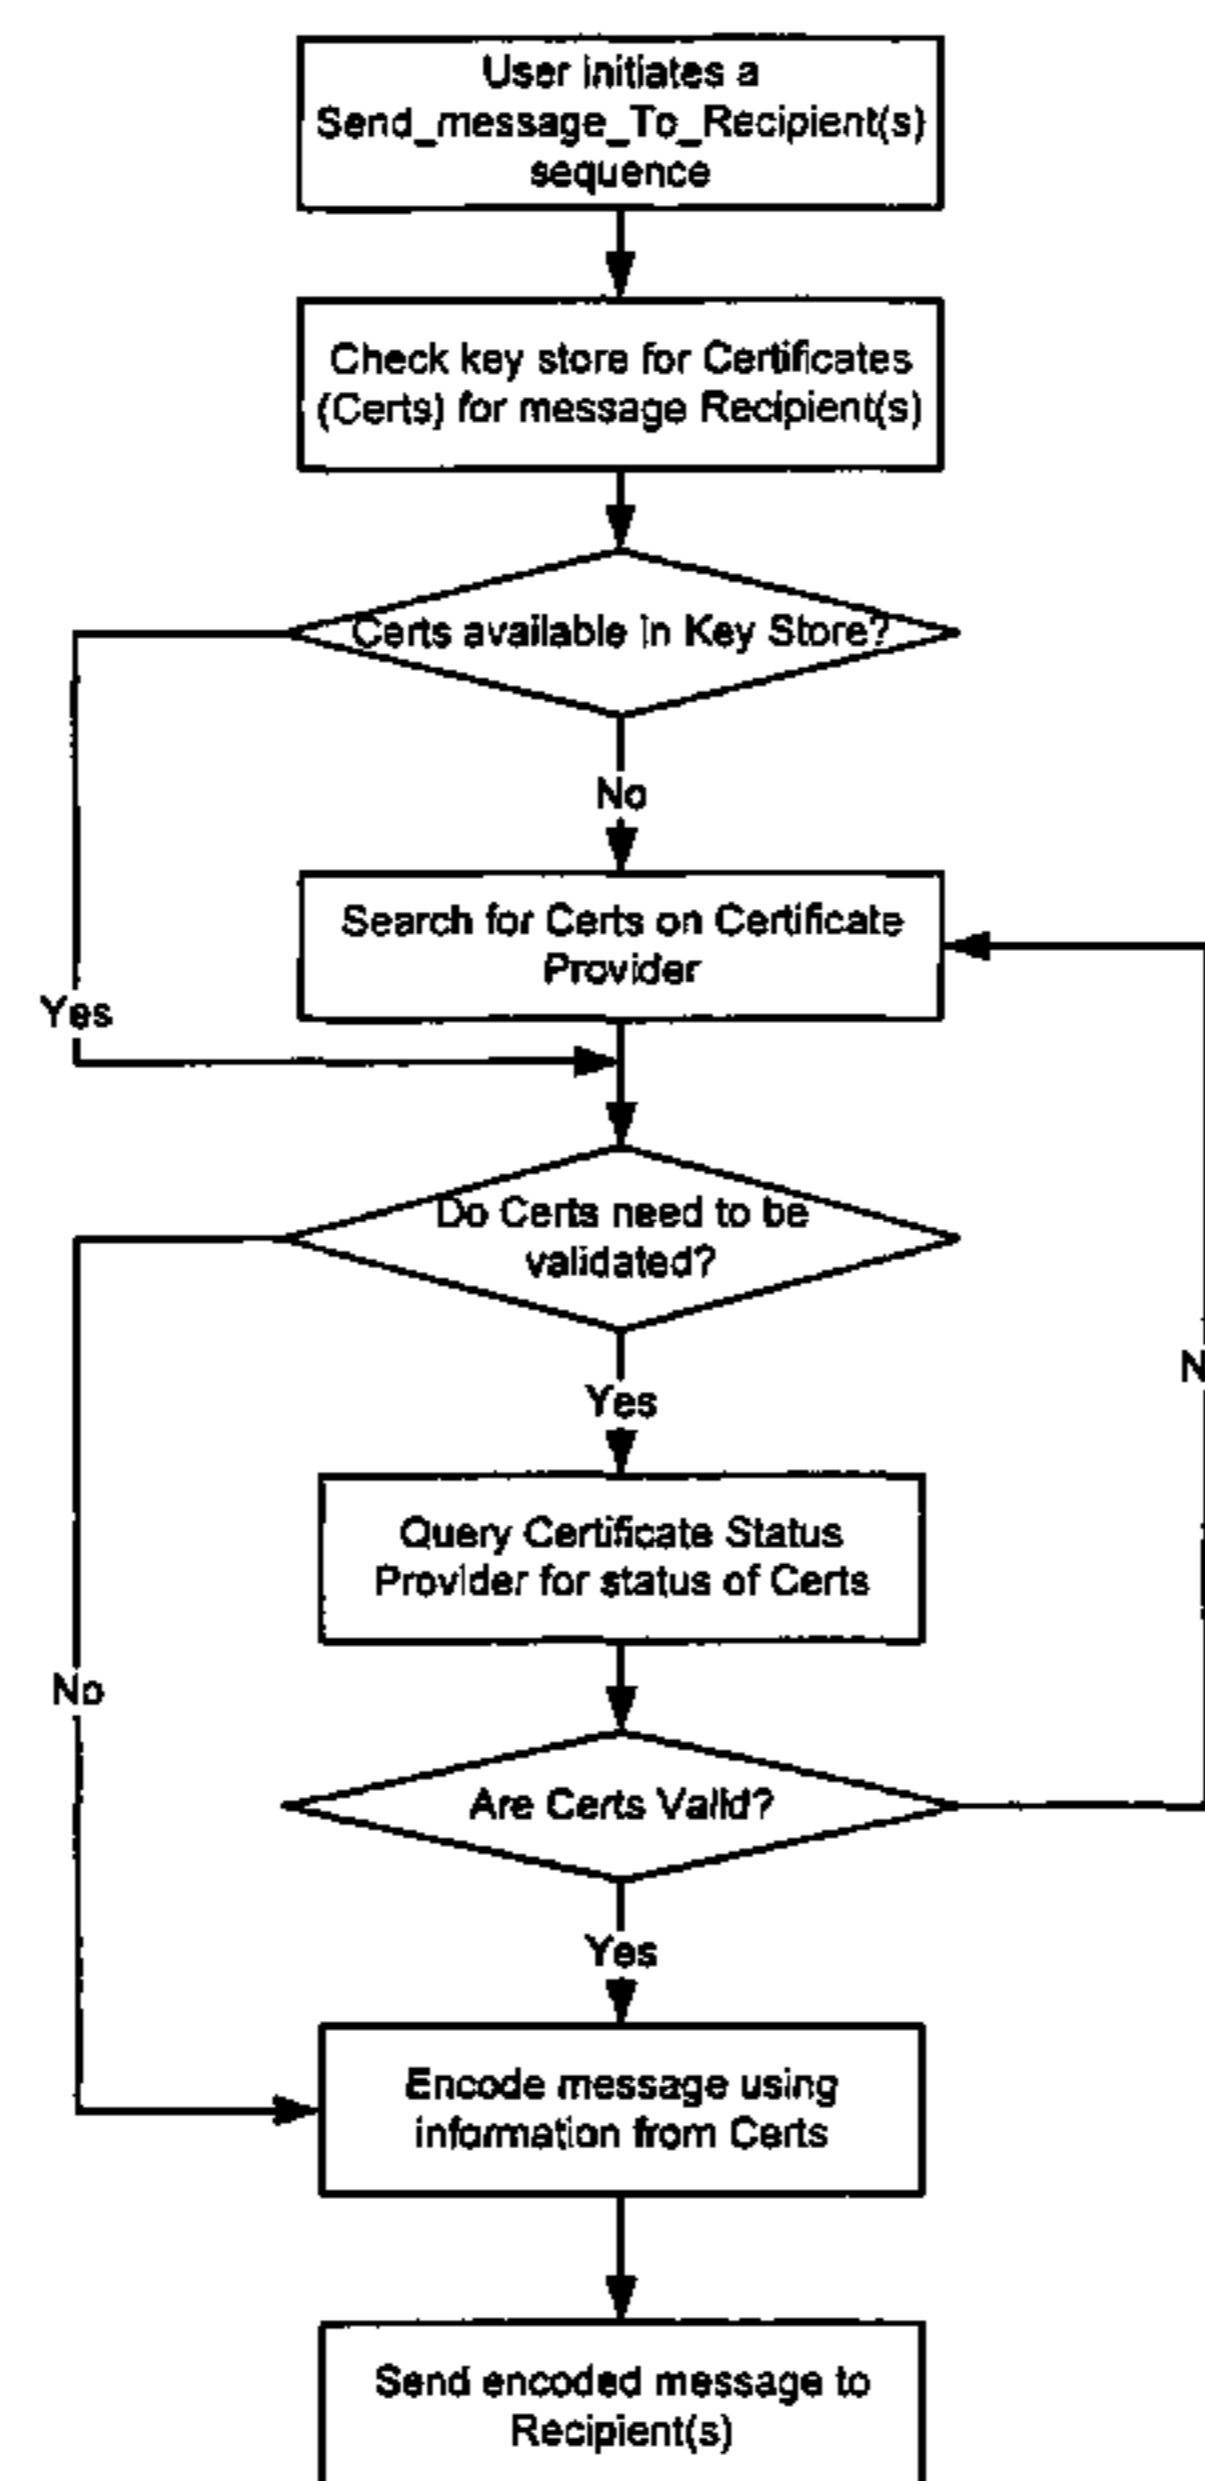 User initiates a
Send_message_To_Recipient(s)
sequence
Check key store for Certificates
(Certs) for message Recipient(s)
Certs available in Key Store?
No
Search for Certs on Certificate
Provider
Yes
Do Certs need to be
validated?
Yes
Query Certificate Status
Provider for status of Certs
No
Are Certs Valid?
Yes
Encode message using
information from Certs
Send encoded message to
Recipient(s)